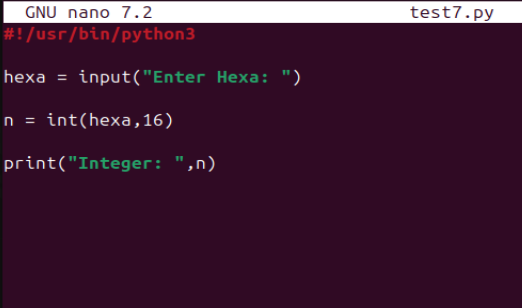 GNU nano 7.2 test7.py
#!/usr/bin/python3
hexa = input("Enter Hexa: ")
n = int(hexa,16)
print("Integer: ",n)